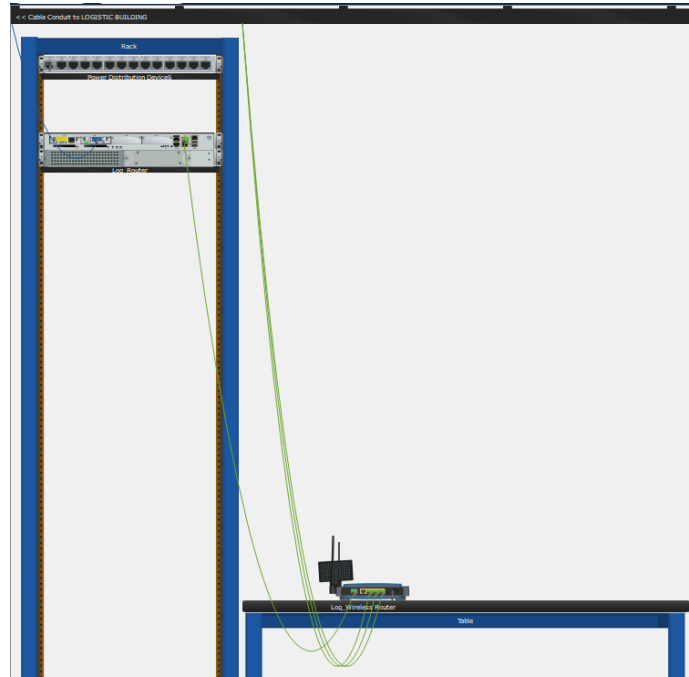 << Cable Conduit to LOGISTIC BUILDING
Rack
Power Distribution Device6
Log_Router
Log_Wireless Router
Table